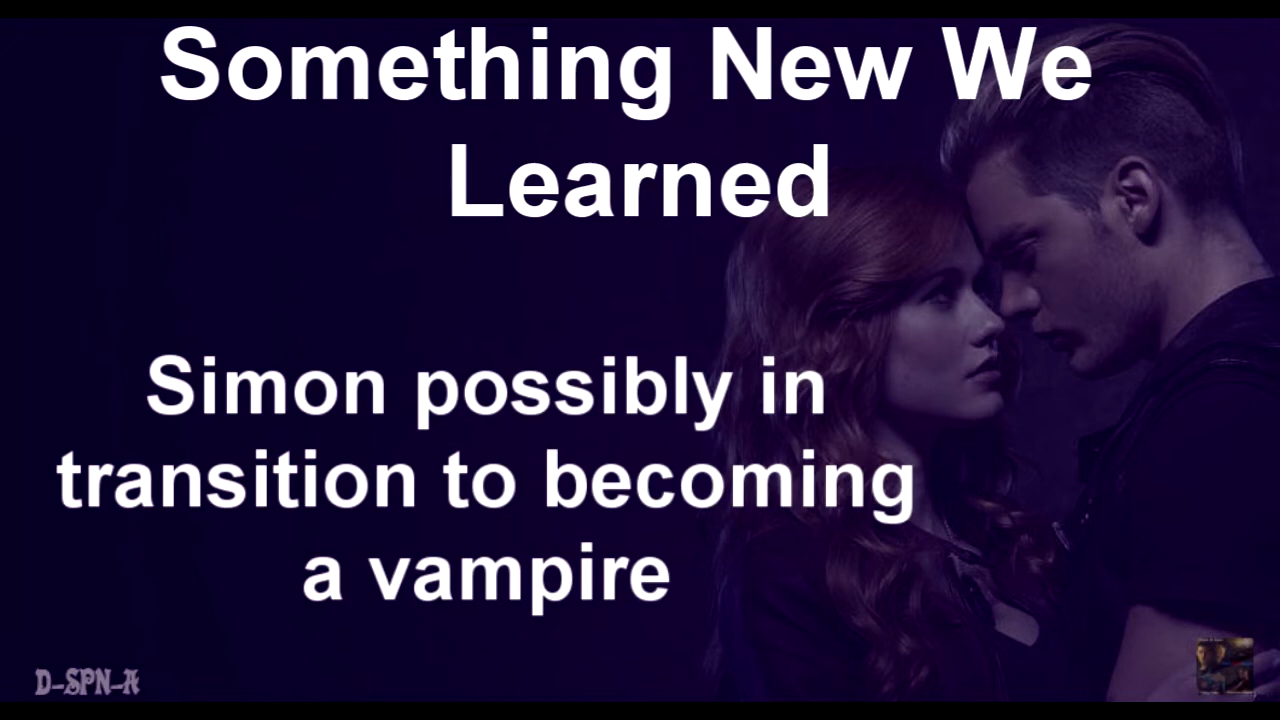 Something New We
Learned
Simon possibly in
transition to becoming
a vampire
D-SPN-A